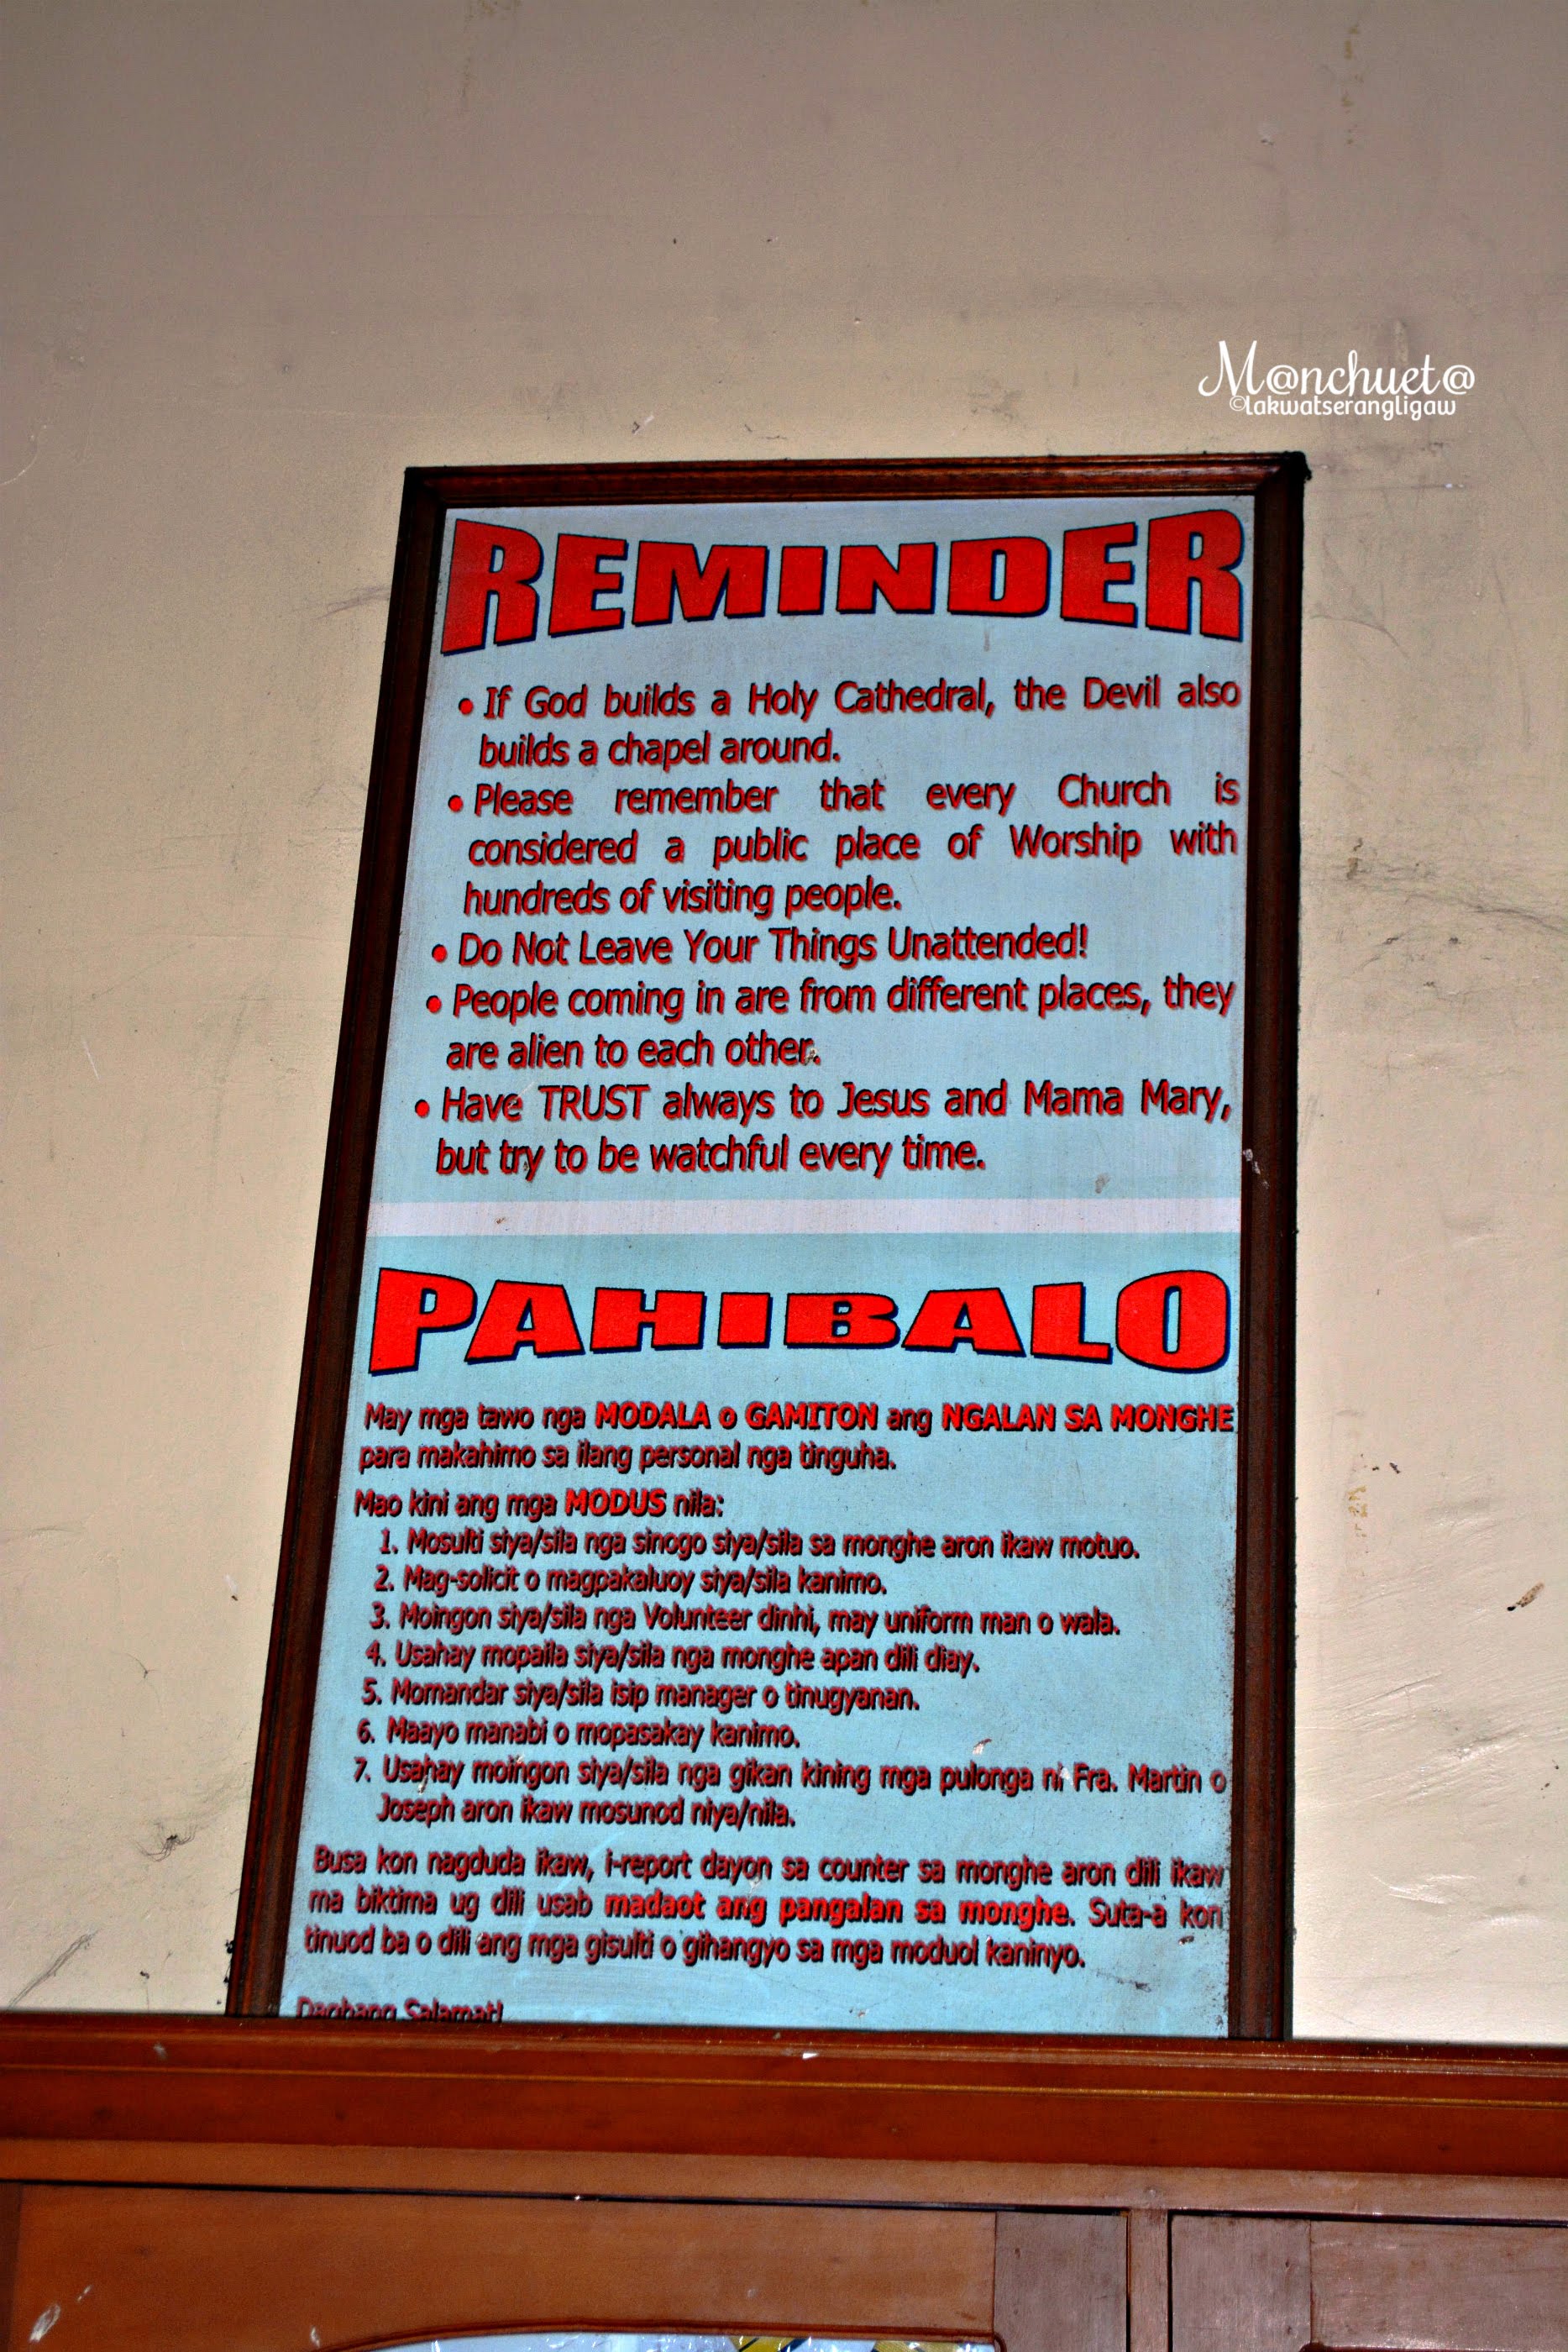 M@nchuet@
©lakwatserangligaw
REMINDER
• If God builds a Holy Cathedral, the Devil also
builds a chapel around.
• Please remember that every Church is
considered a public place of Worship with
hundreds of visiting people.
• Do Not Leave Your Things Unattended!
• People coming in are from different places, they
are alien to each other.
• Have TRUST always to Jesus and Mama Mary,
but try to be watchful every time.
PAHIBALO
May mga tawo nga MODALA o GAMITON ang NGALAN SA MONGHE
para makahimo sa ilang personal nga tinguha.
Mao kini ang mga MODUS nila:
1. Mosulti siya/sila nga sinogo siya/sila sa monghe aron ikaw motuo.
2. Mag-solicit o magpakaluoy siya/sila kanimo.
3. Moingon siya/sila nga Volunteer dinhi, may uniform man o wala.
4. Usahay mopaila siya/sila nga monghe apan dili diay.
5. Momandar siya/sila isip manager o tinugyanan.
6. Maayo manabi o mopasakay kanimo.
7. Usahay moingon siya/sila nga gikan kining mga pulonga ni Fra. Martin o
Joseph aron ikaw mosunod niya/nila.
Busa kon nagduda ikaw, i-report dayon sa counter sa monghe aron dili ikaw
ma biktima ug dili usab madaot ang pangalan sa monghe. Suta-a kon
tinuod ba o dili ang mga gisulti o gihangyo sa mga moduol kaninyo.
Daghang Salamat!